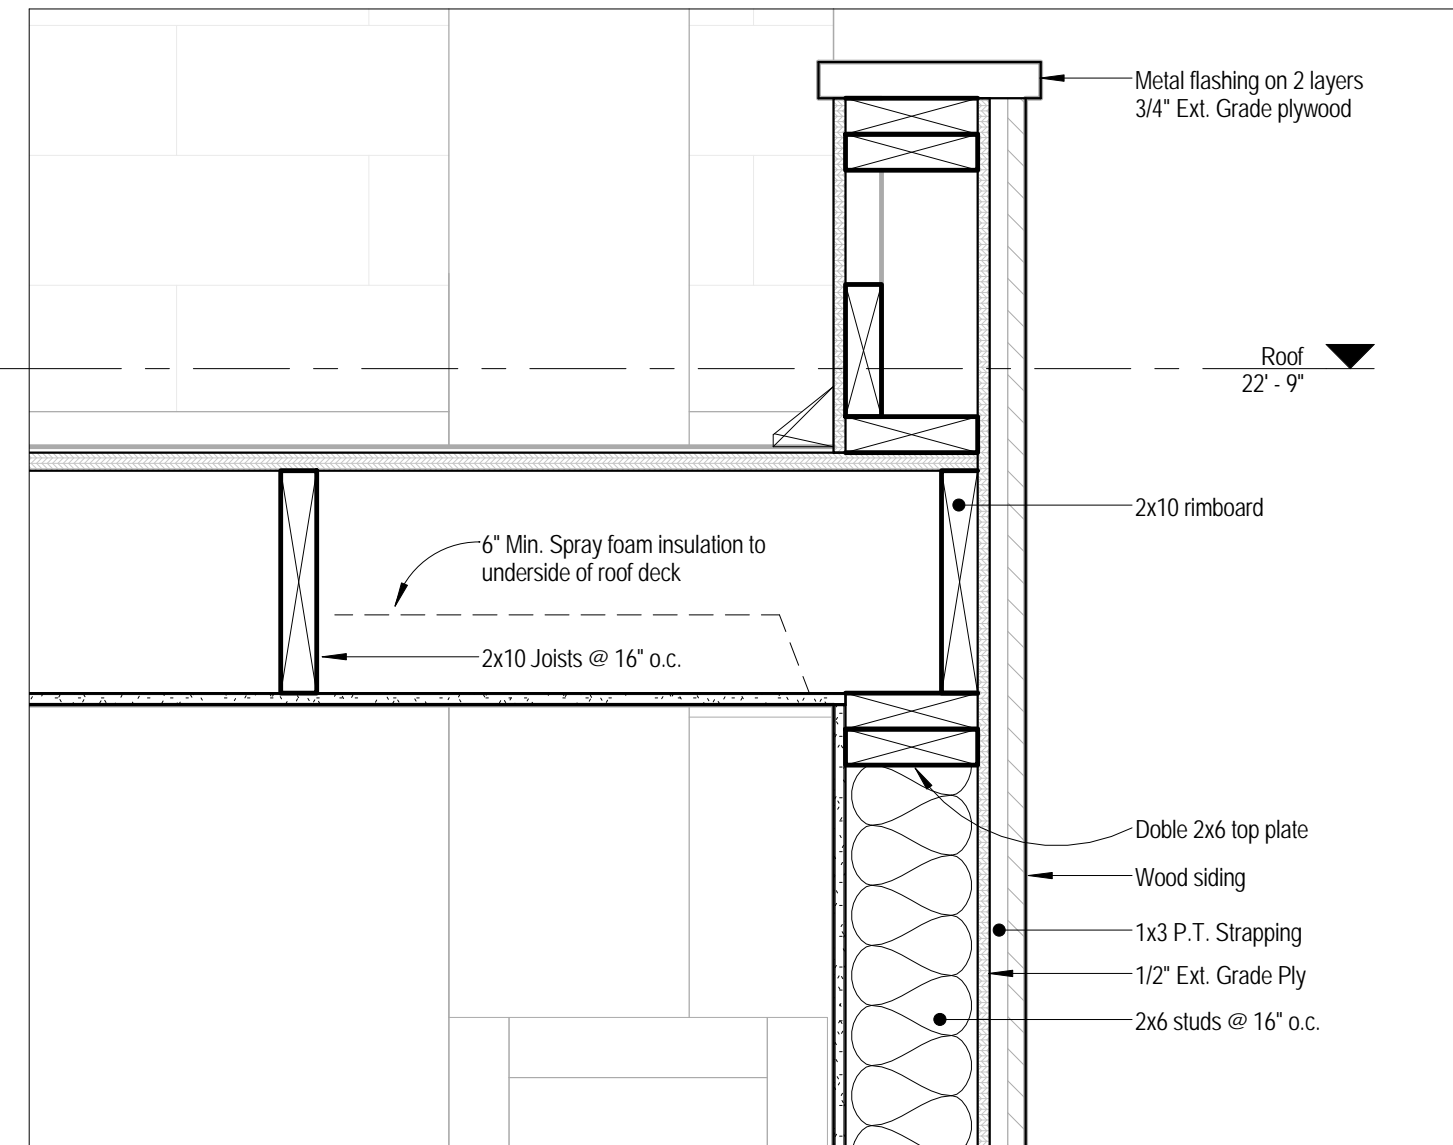 Metal flashing on 2 layers
3/4" Ext. Grade plywood
Roof
22' - 9"
2x10 rimboard
6" Min. Spray foam insulation to
underside of roof deck
2x10 Joists @ 16" o.c.
Doble 2x6 top plate
Wood siding
1x3 P.T. Strapping
1/2" Ext. Grade Ply
2x6 studs @ 16" o.c.